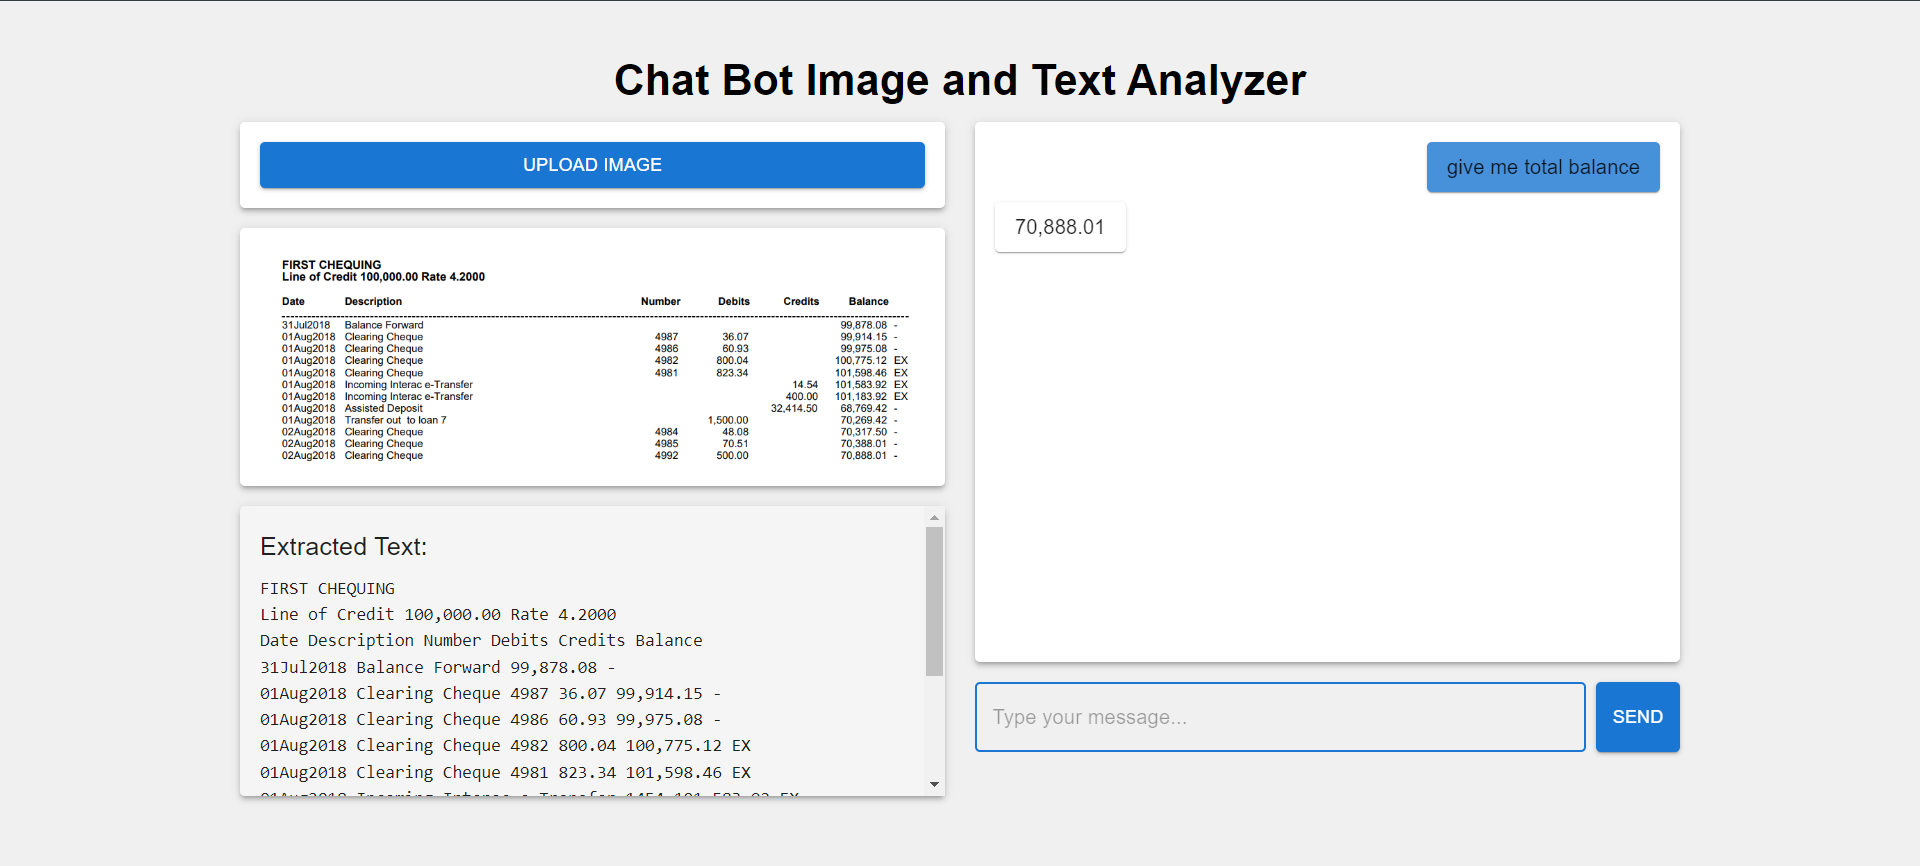 Chat Bot Image and Text Analyzer
UPLOAD IMAGE
FIRST CHEQUING
Line of Credit 100,000.00 Rate 4.2000
Date Description Number Debits Credits Balance
31Jul2018 Balance Forward 99,878.08 -
01Aug2018 Clearing Cheque 4987 36.07 99,914.15 -
01Aug2018 Clearing Cheque 4986 60.93 99,975.08 -
01Aug2018 Clearing Cheque 4982 800.04 100,775.12 EX
01Aug2018 Clearing Cheque 4981 823.34 101,598.46 EX
01Aug2018 Incoming Interac e-Transfer 14.54 101,583.92 EX
01Aug2018 Incoming Interac e-Transfer 400.00 101,183.92 EX
01Aug2018 Assisted Deposit 32,414.50 68,769.42 -
01Aug2018 Transfer out to loan 7 1,500.00 70,269.42 -
02Aug2018 Clearing Cheque 4984 48.08 70,317.50 -
02Aug2018 Clearing Cheque 4985 70.51 70,388.01 -
02Aug2018 Clearing Cheque 4992 500.00 70,888.01 -
Extracted Text:
FIRST CHEQUING
Line of Credit 100,000.00 Rate 4.2000
Date Description Number Debits Credits Balance
31Jul2018 Balance Forward 99,878.08 -
01Aug2018 Clearing Cheque 4987 36.07 99,914.15 -
01Aug2018 Clearing Cheque 4986 60.93 99,975.08 -
01Aug2018 Clearing Cheque 4982 800.04 100,775.12 EX
01Aug2018 Clearing Cheque 4981 823.34 101,598.46 EX
give me total balance
70,888.01
Type your message...
SEND